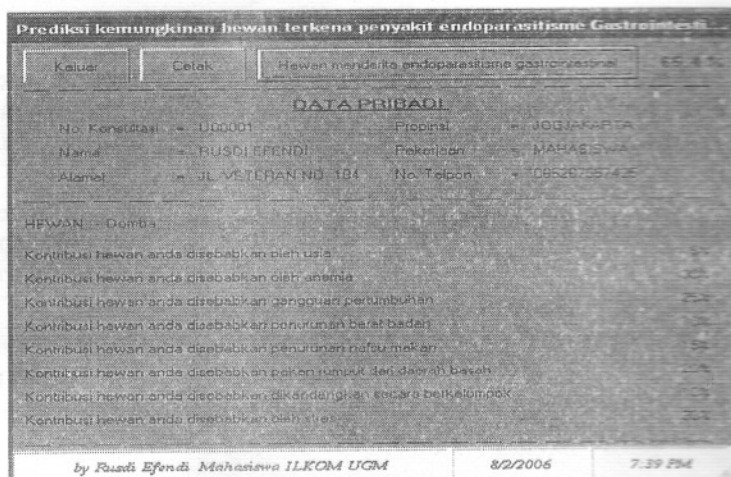 Prediksi kemungkinan hewan terkena penyakit endoparasitisme Gastrointesti
Keluar Cetak Hewan menderita endoparasitisme gastrointestinal
DATA PRIBADI
No. Konsultasi = U00001 Propinsi = JOGJAKARTA
Nama = RUSDI EFENDI Pekerjaan = MAHASISWA
Alamat = JL. VETERAN NO. 184 No. Telpon =
HEWAN = Domba
Kontribusi hewan anda disebabkan oleh usia
Kontribusi hewan anda disebabkan oleh anemia
Kontribusi hewan anda disebabkan gangguan pertumbuhan
Kontribusi hewan anda disebabkan penurunan berat badan
Kontribusi hewan anda disebabkan penurunan nafsu makan
Kontribusi hewan anda disebabkan pakan rumput dari daerah basah
Kontribusi hewan anda disebabkan dikandangkan secara berkelompok
Kontribusi hewan anda disebabkan oleh stres
by Rusdi Efendi Mahasiswa ILKOM UGM 8/2/2006 7:39 PM